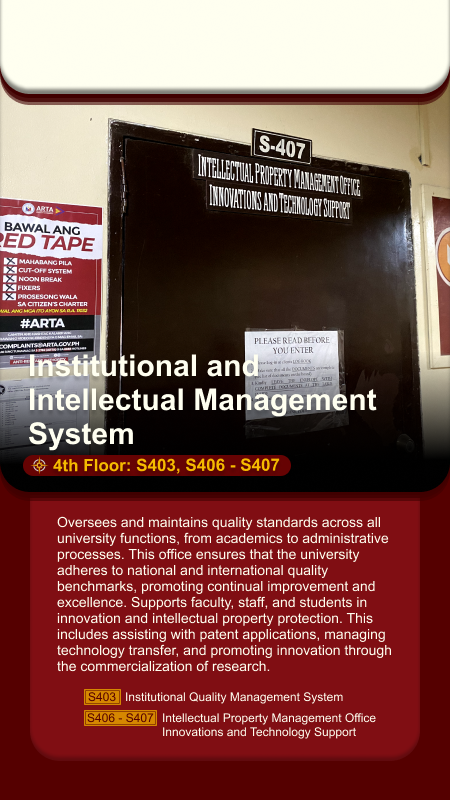 S-407
INTELLECTUAL PROPERTY MANAGEMENT OFFICE
INNOVATIONS AND TECHNOLOGY SUPPORT
ARTA
BAWAL ANG
RED TAPE
MAHABANG PILA
CUT-OFF SYSTEM
NOON BREAK
FIXERS
PROSESONG WALA
SA CITIZEN'S CHARTER
#ARTA
COMPLAINTS@ARTA.GOV.PH
PLEASE READ BEFORE
YOU ENTER
Institutional and
Intellectual Management
System
4th Floor: S403, S406 - S407
Oversees and maintains quality standards across all
university functions, from academics to administrative
processes. This office ensures that the university
adheres to national and international quality
benchmarks, promoting continual improvement and
excellence. Supports faculty, staff, and students in
innovation and intellectual property protection. This
includes assisting with patent applications, managing
technology transfer, and promoting innovation through
the commercialization of research.
S403 Institutional Quality Management System
S406 - S407 Intellectual Property Management Office
Innovations and Technology Support